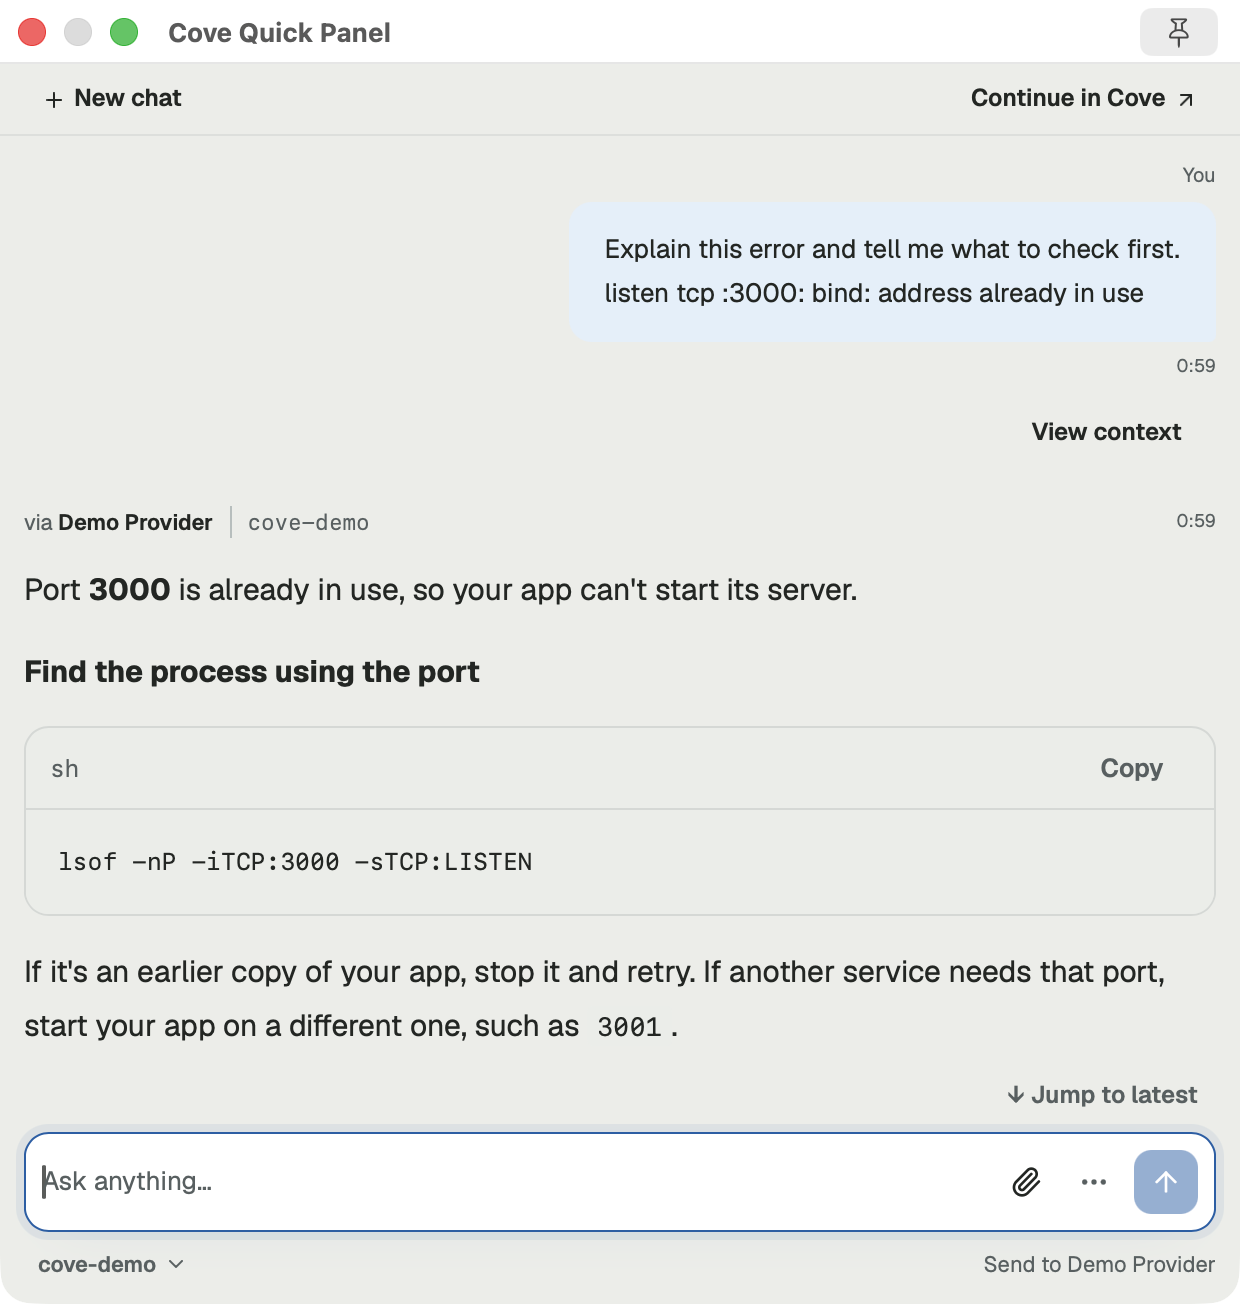 Cove Quick Panel
New chat
Continue in Cove
You
Explain this error and tell me what to check first.
listen tcp :3000: bind: address already in use
0:59
View context
via Demo Provider cove-demo 0:59
Port 3000 is already in use, so your app can't start its server.
Find the process using the port
sh
Copy
lsof -nP -iTCP:3000 -sTCP:LISTEN
If it's an earlier copy of your app, stop it and retry. If another service needs that port,
start your app on a different one, such as 3001 .
Jump to latest
Ask anything…
cove-demo
Send to Demo Provider